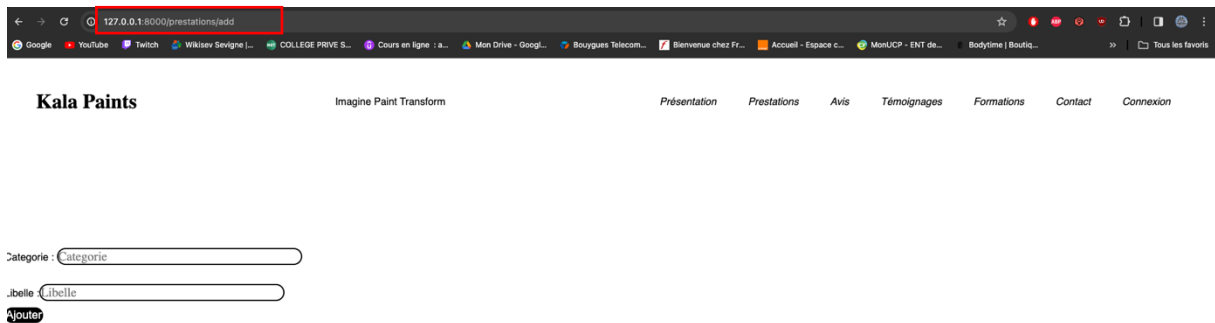 127.0.0.1:8000/prestations/add
Google YouTube Twitch Wikisev Sevigne |... COLLEGE PRIVE S... Cours en ligne : a... Mon Drive - Googl... Bouygues Telecom... Bienvenue chez Fr... Accueil - Espace c... MonUCP - ENT de... Bodytime | Boutiq... » Tous les favoris
Kala Paints Imagine Paint Transform Présentation Prestations Avis Témoignages Formations Contact Connexion
Categorie : Categorie
Libelle : Libelle
Ajouter